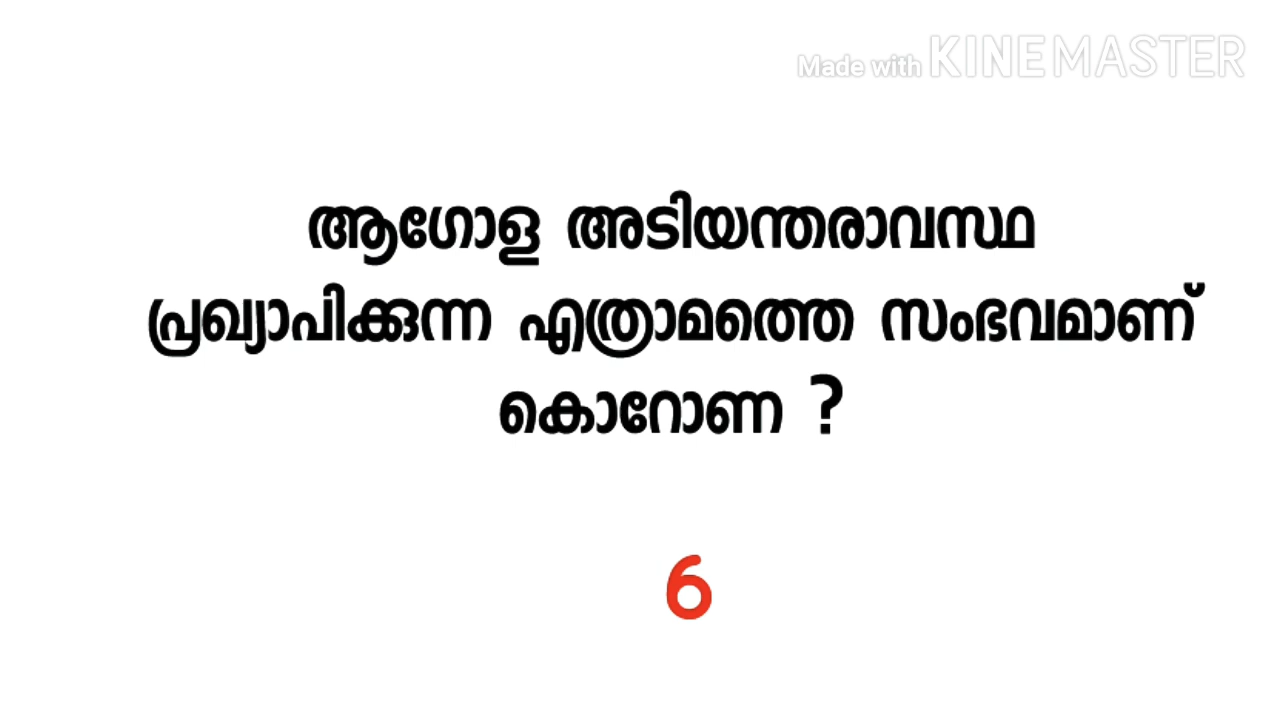 Made with KINEMASTER
ആഗോള അടിയന്തരാവസ്ഥ
പ്രഖ്യാപിക്കുന്ന എത്രാമത്തെ സംഭവമാണ്
കൊറോണ ?
6